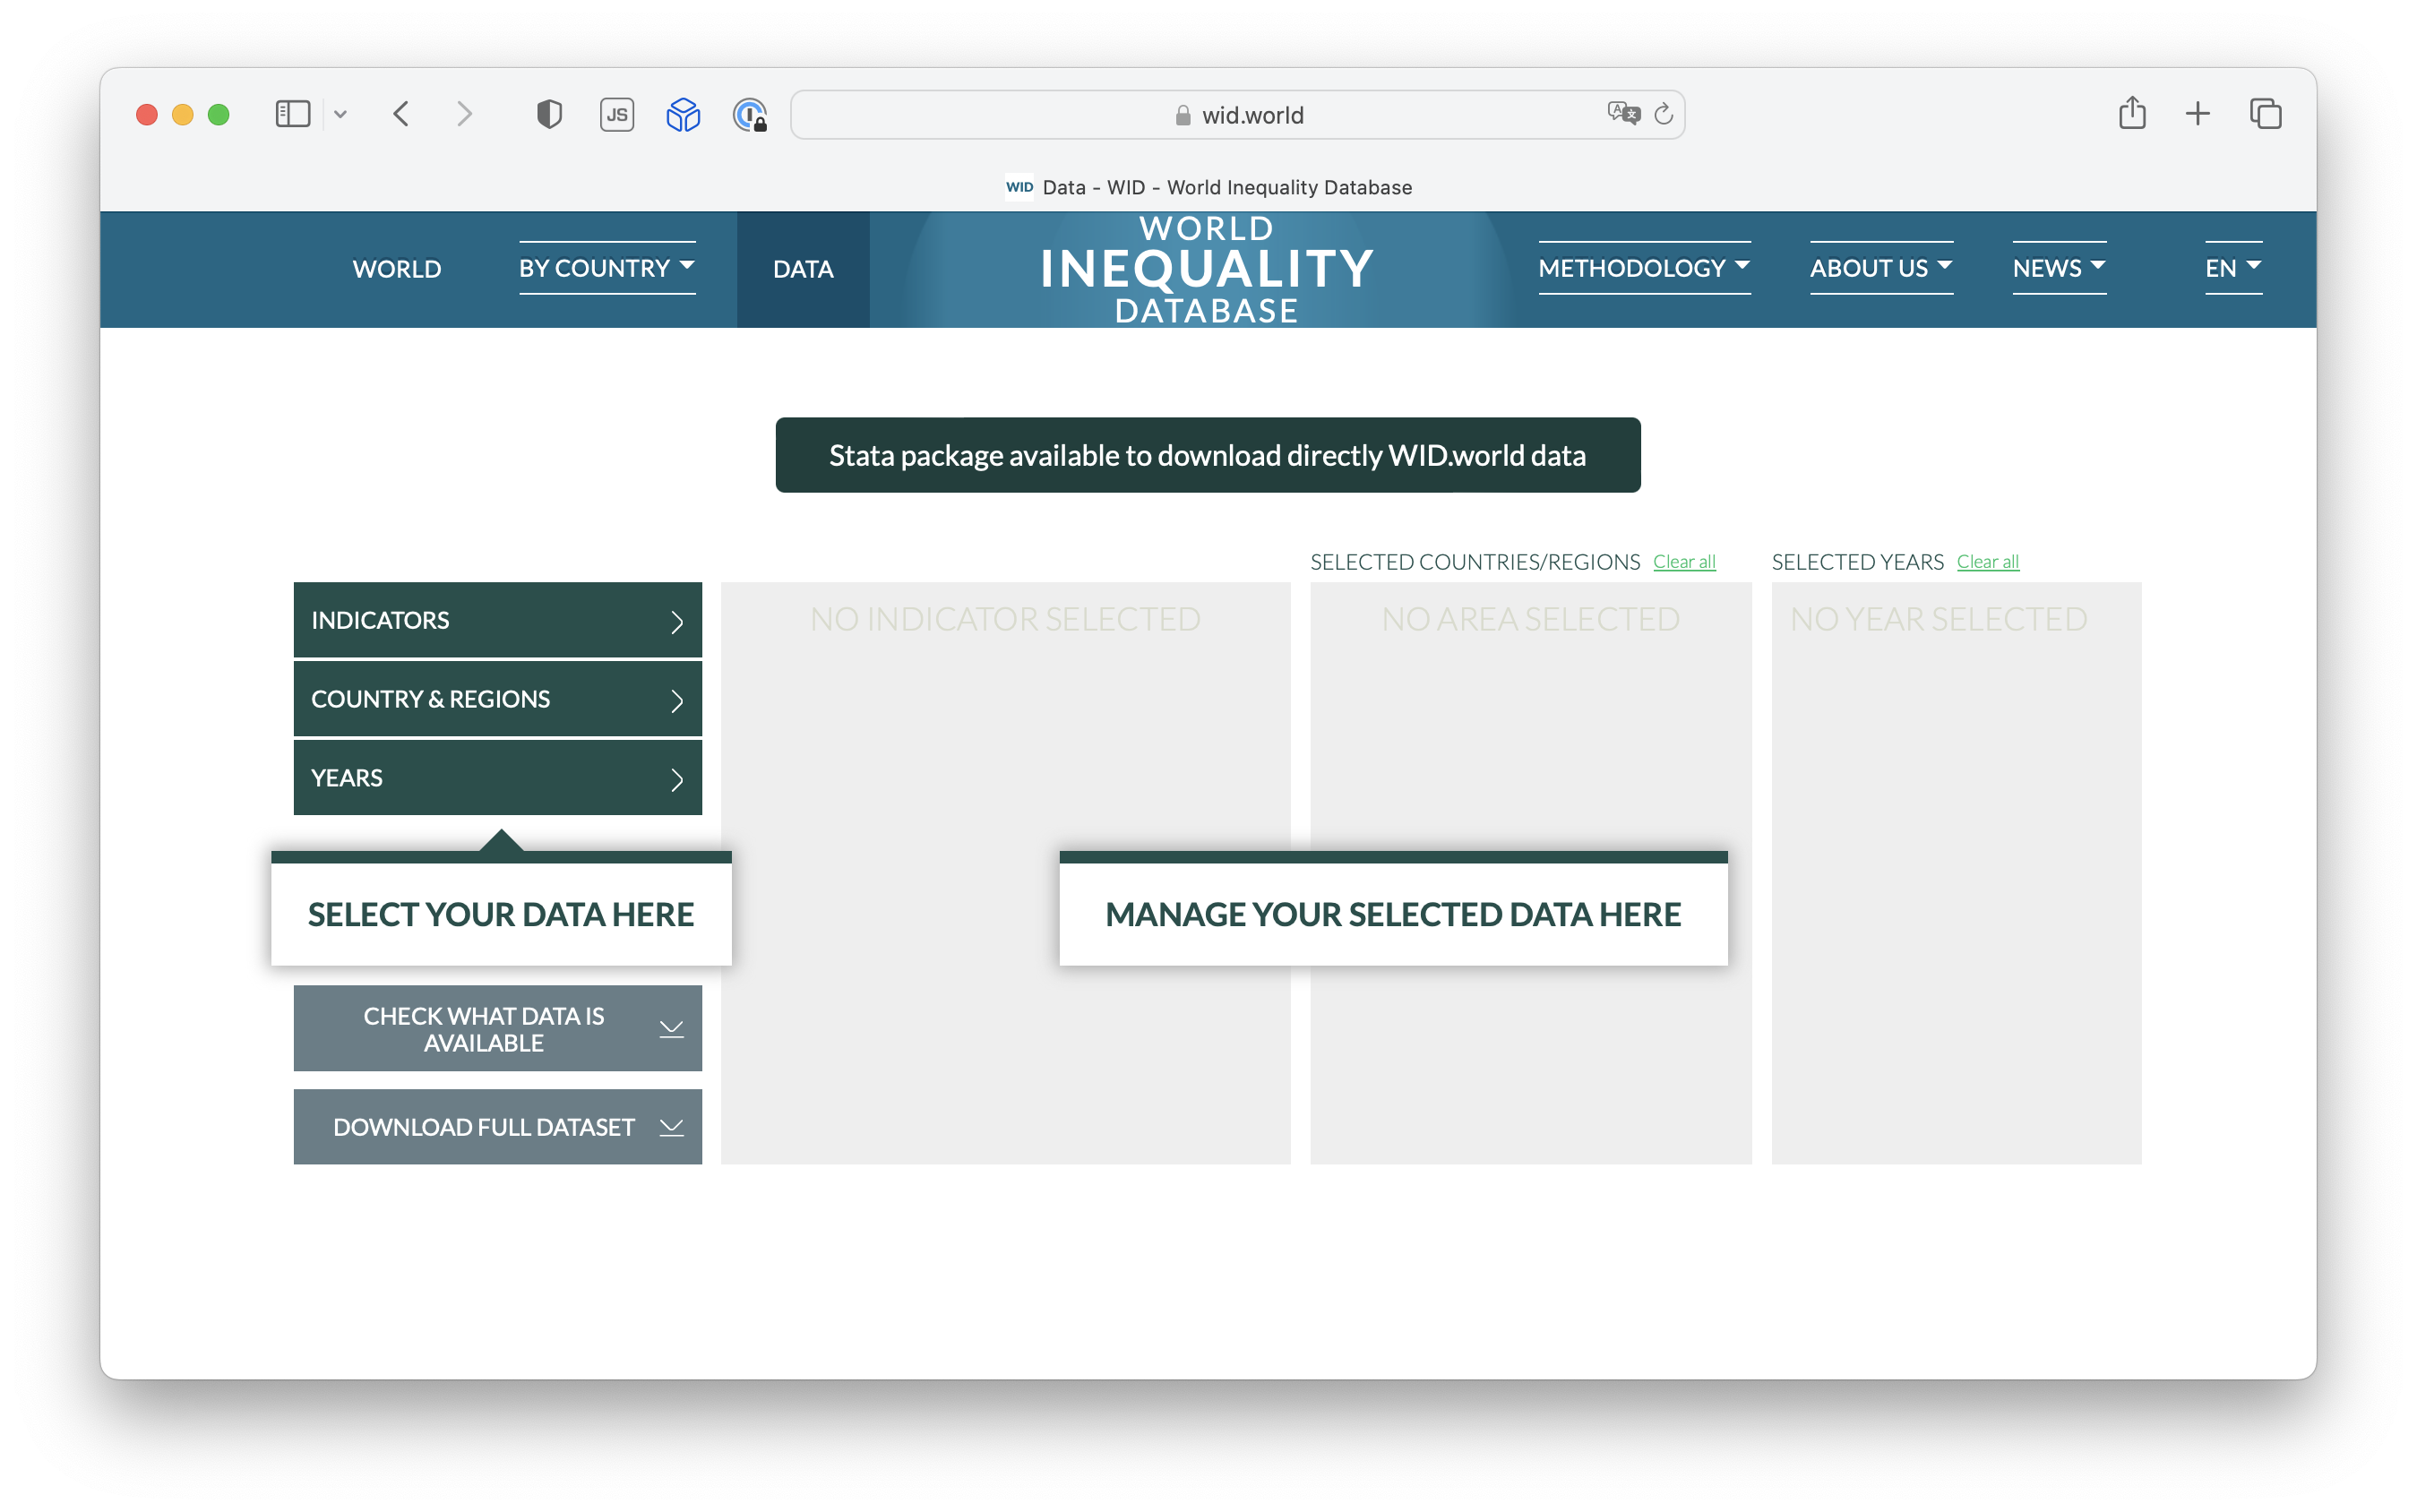 JS
wid.world
WID Data - WID - World Inequality Database
WORLD
BY COUNTRY
DATA
WORLD
INEQUALITY
DATABASE
METHODOLOGY
ABOUT US
NEWS
EN
Stata package available to download directly WID.world data
SELECTED COUNTRIES/REGIONS Clear all
SELECTED YEARS Clear all
INDICATORS
COUNTRY & REGIONS
YEARS
NO INDICATOR SELECTED
NO AREA SELECTED
NO YEAR SELECTED
SELECT YOUR DATA HERE
MANAGE YOUR SELECTED DATA HERE
CHECK WHAT DATA IS
AVAILABLE
DOWNLOAD FULL DATASET